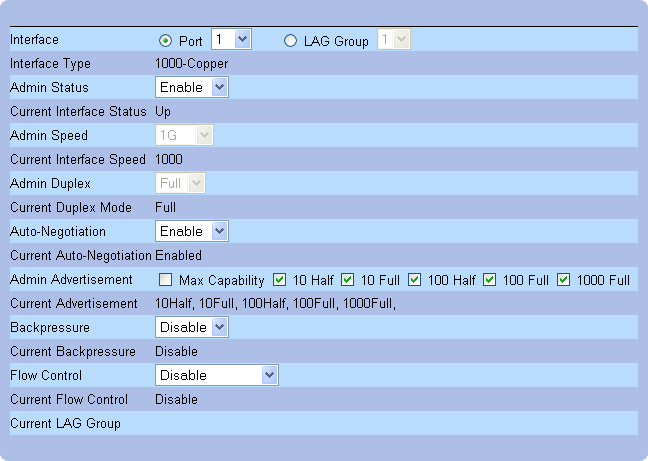 Interface Port 1 LAG Group 1
Interface Type 1000-Copper
Admin Status Enable
Current Interface Status Up
Admin Speed 1G
Current Interface Speed 1000
Admin Duplex Full
Current Duplex Mode Full
Auto-Negotiation Enable
Current Auto-Negotiation Enabled
Admin Advertisement Max Capability 10 Half 10 Full 100 Half 100 Full 1000 Full
Current Advertisement 10Half, 10Full, 100Half, 100Full, 1000Full,
Backpressure Disable
Current Backpressure Disable
Flow Control Disable
Current Flow Control Disable
Current LAG Group